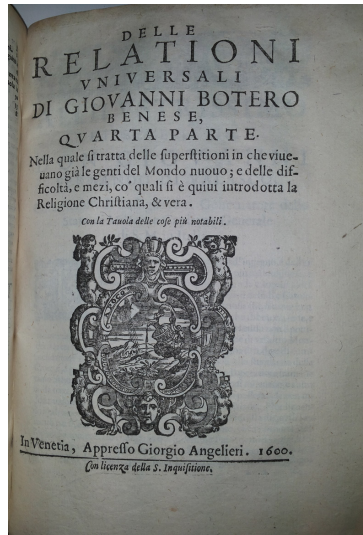 DELLE
RELATIONI
VNIVERSALI
DI GIOVANNI BOTERO
BENESE,
QVARTA PARTE.
Nella quale ſi tratta delle ſuperſtitioni in che viue-
uano già le genti del Mondo nuouo; e delle dif-
ficoltà, e mezi, co' quali ſi è quiui introdotta la
Religione Chriſtiana, & vera.
Con la Tauola delle coſe più notabili.
In Venetia, Appreſſo Giorgio Angelieri. 1600.
Con licenza della S. Inquiſitione.